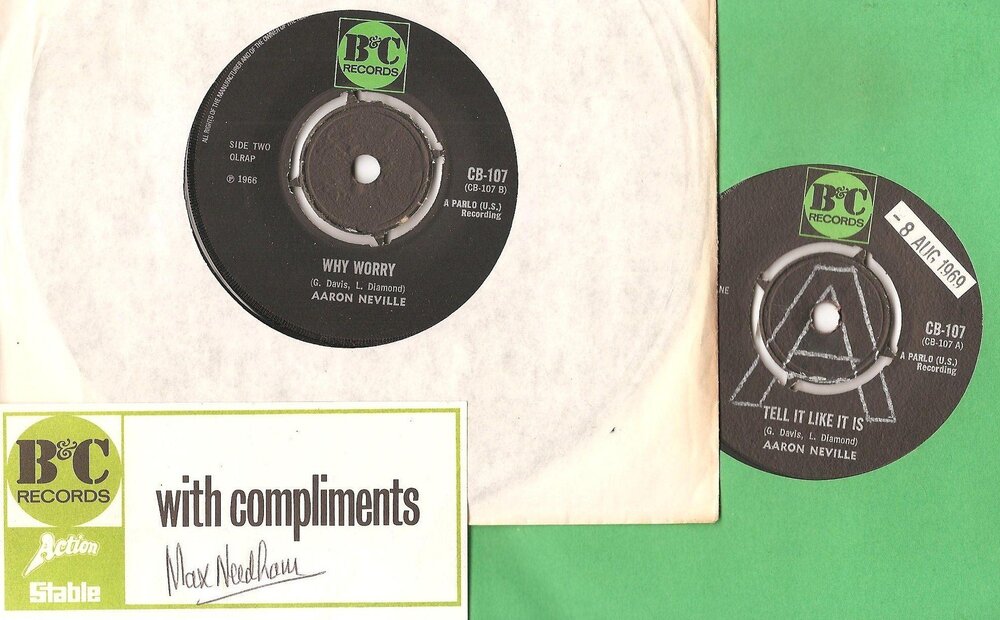 B&C
RECORDS
ALL RIGHTS OF THE MANUFACTURER AND OF THE OWNER OF
SIDE TWO
OLRAP
℗ 1966
CB-107
(CB-107 B)
A PARLO (U.S.)
Recording
WHY WORRY
(G. Davis, L. Diamond)
AARON NEVILLE
B&C
RECORDS
- 8 AUG 1969
A
CB-107
(CB-107 A)
A PARLO (U.S.)
Recording
TELL IT LIKE IT IS
(G. Davis, L. Diamond)
AARON NEVILLE
B&C
RECORDS
Action
Stable
with compliments
Max Needham